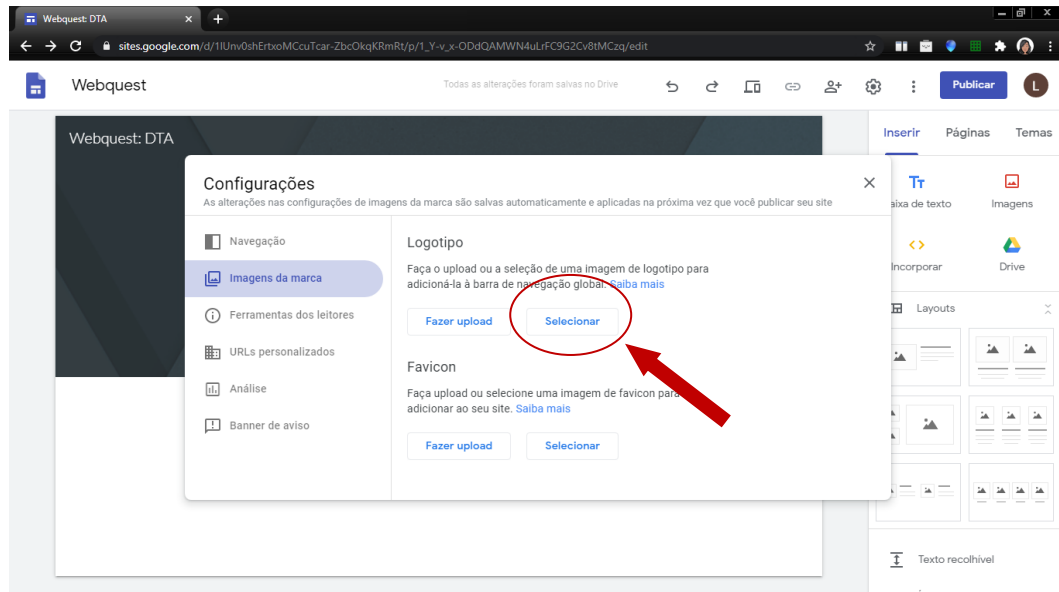 Webquest: DTA
sites.google.com/d/1IUnv0shErtxoMCcuTcar-ZbcOkqKRmRt/p/1_Y-v_x-ODdQAMWN4uLrFC9G2Cv8tMCzq/edit
Webquest
Todas as alterações foram salvas no Drive
Publicar
L
Webquest: DTA
Inserir Páginas Temas
Configurações
As alterações nas configurações de imagens da marca são salvas automaticamente e aplicadas na próxima vez que você publicar seu site
Navegação
Imagens da marca
Ferramentas dos leitores
URLs personalizados
Análise
Banner de aviso
Logotipo
Faça o upload ou a seleção de uma imagem de logotipo para
adicioná-la à barra de navegação global. Saiba mais
Fazer upload Selecionar
Favicon
Faça upload ou selecione uma imagem de favicon para
adicionar ao seu site. Saiba mais
Fazer upload Selecionar
Tт
aixa de texto Imagens
ncorporar Drive
Layouts
Texto recolhível